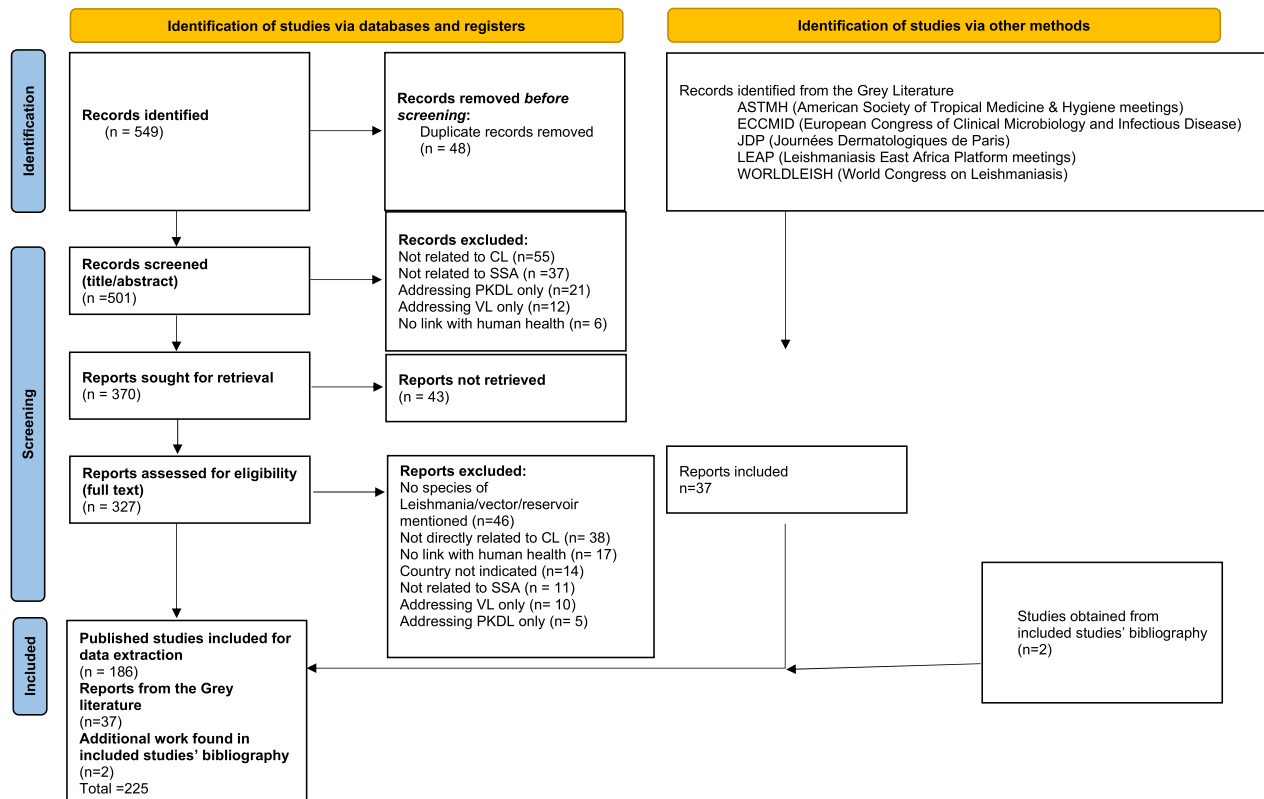 Identification of studies via databases and registers
Identification of studies via other methods
Identification
Records identified
(n = 549)
Records removed before
screening:
Duplicate records removed
(n = 48)
Records identified from the Grey Literature
ASTMH (American Society of Tropical Medicine & Hygiene meetings)
ECCMID (European Congress of Clinical Microbiology and Infectious Disease)
JDP (Journées Dermatologiques de Paris)
LEAP (Leishmaniasis East Africa Platform meetings)
WORLDLEISH (World Congress on Leishmaniasis)
Screening
Records screened
(title/abstract)
(n =501)
Records excluded:
Not related to CL (n=55)
Not related to SSA (n =37)
Addressing PKDL only (n=21)
Addressing VL only (n=12)
No link with human health (n= 6)
Reports sought for retrieval
(n = 370)
Reports not retrieved
(n = 43)
Reports assessed for eligibility
(full text)
(n = 327)
Reports excluded:
No species of
Leishmania/vector/reservoir
mentioned (n=46)
Not directly related to CL (n= 38)
No link with human health (n= 17)
Country not indicated (n=14)
Not related to SSA (n = 11)
Addressing VL only (n= 10)
Addressing PKDL only (n= 5)
Reports included
n=37
Studies obtained from
included studies’ bibliography
(n=2)
Included
Published studies included for
data extraction
(n = 186)
Reports from the Grey
literature
(n=37)
Additional work found in
included studies’ bibliography
(n=2)
Total =225